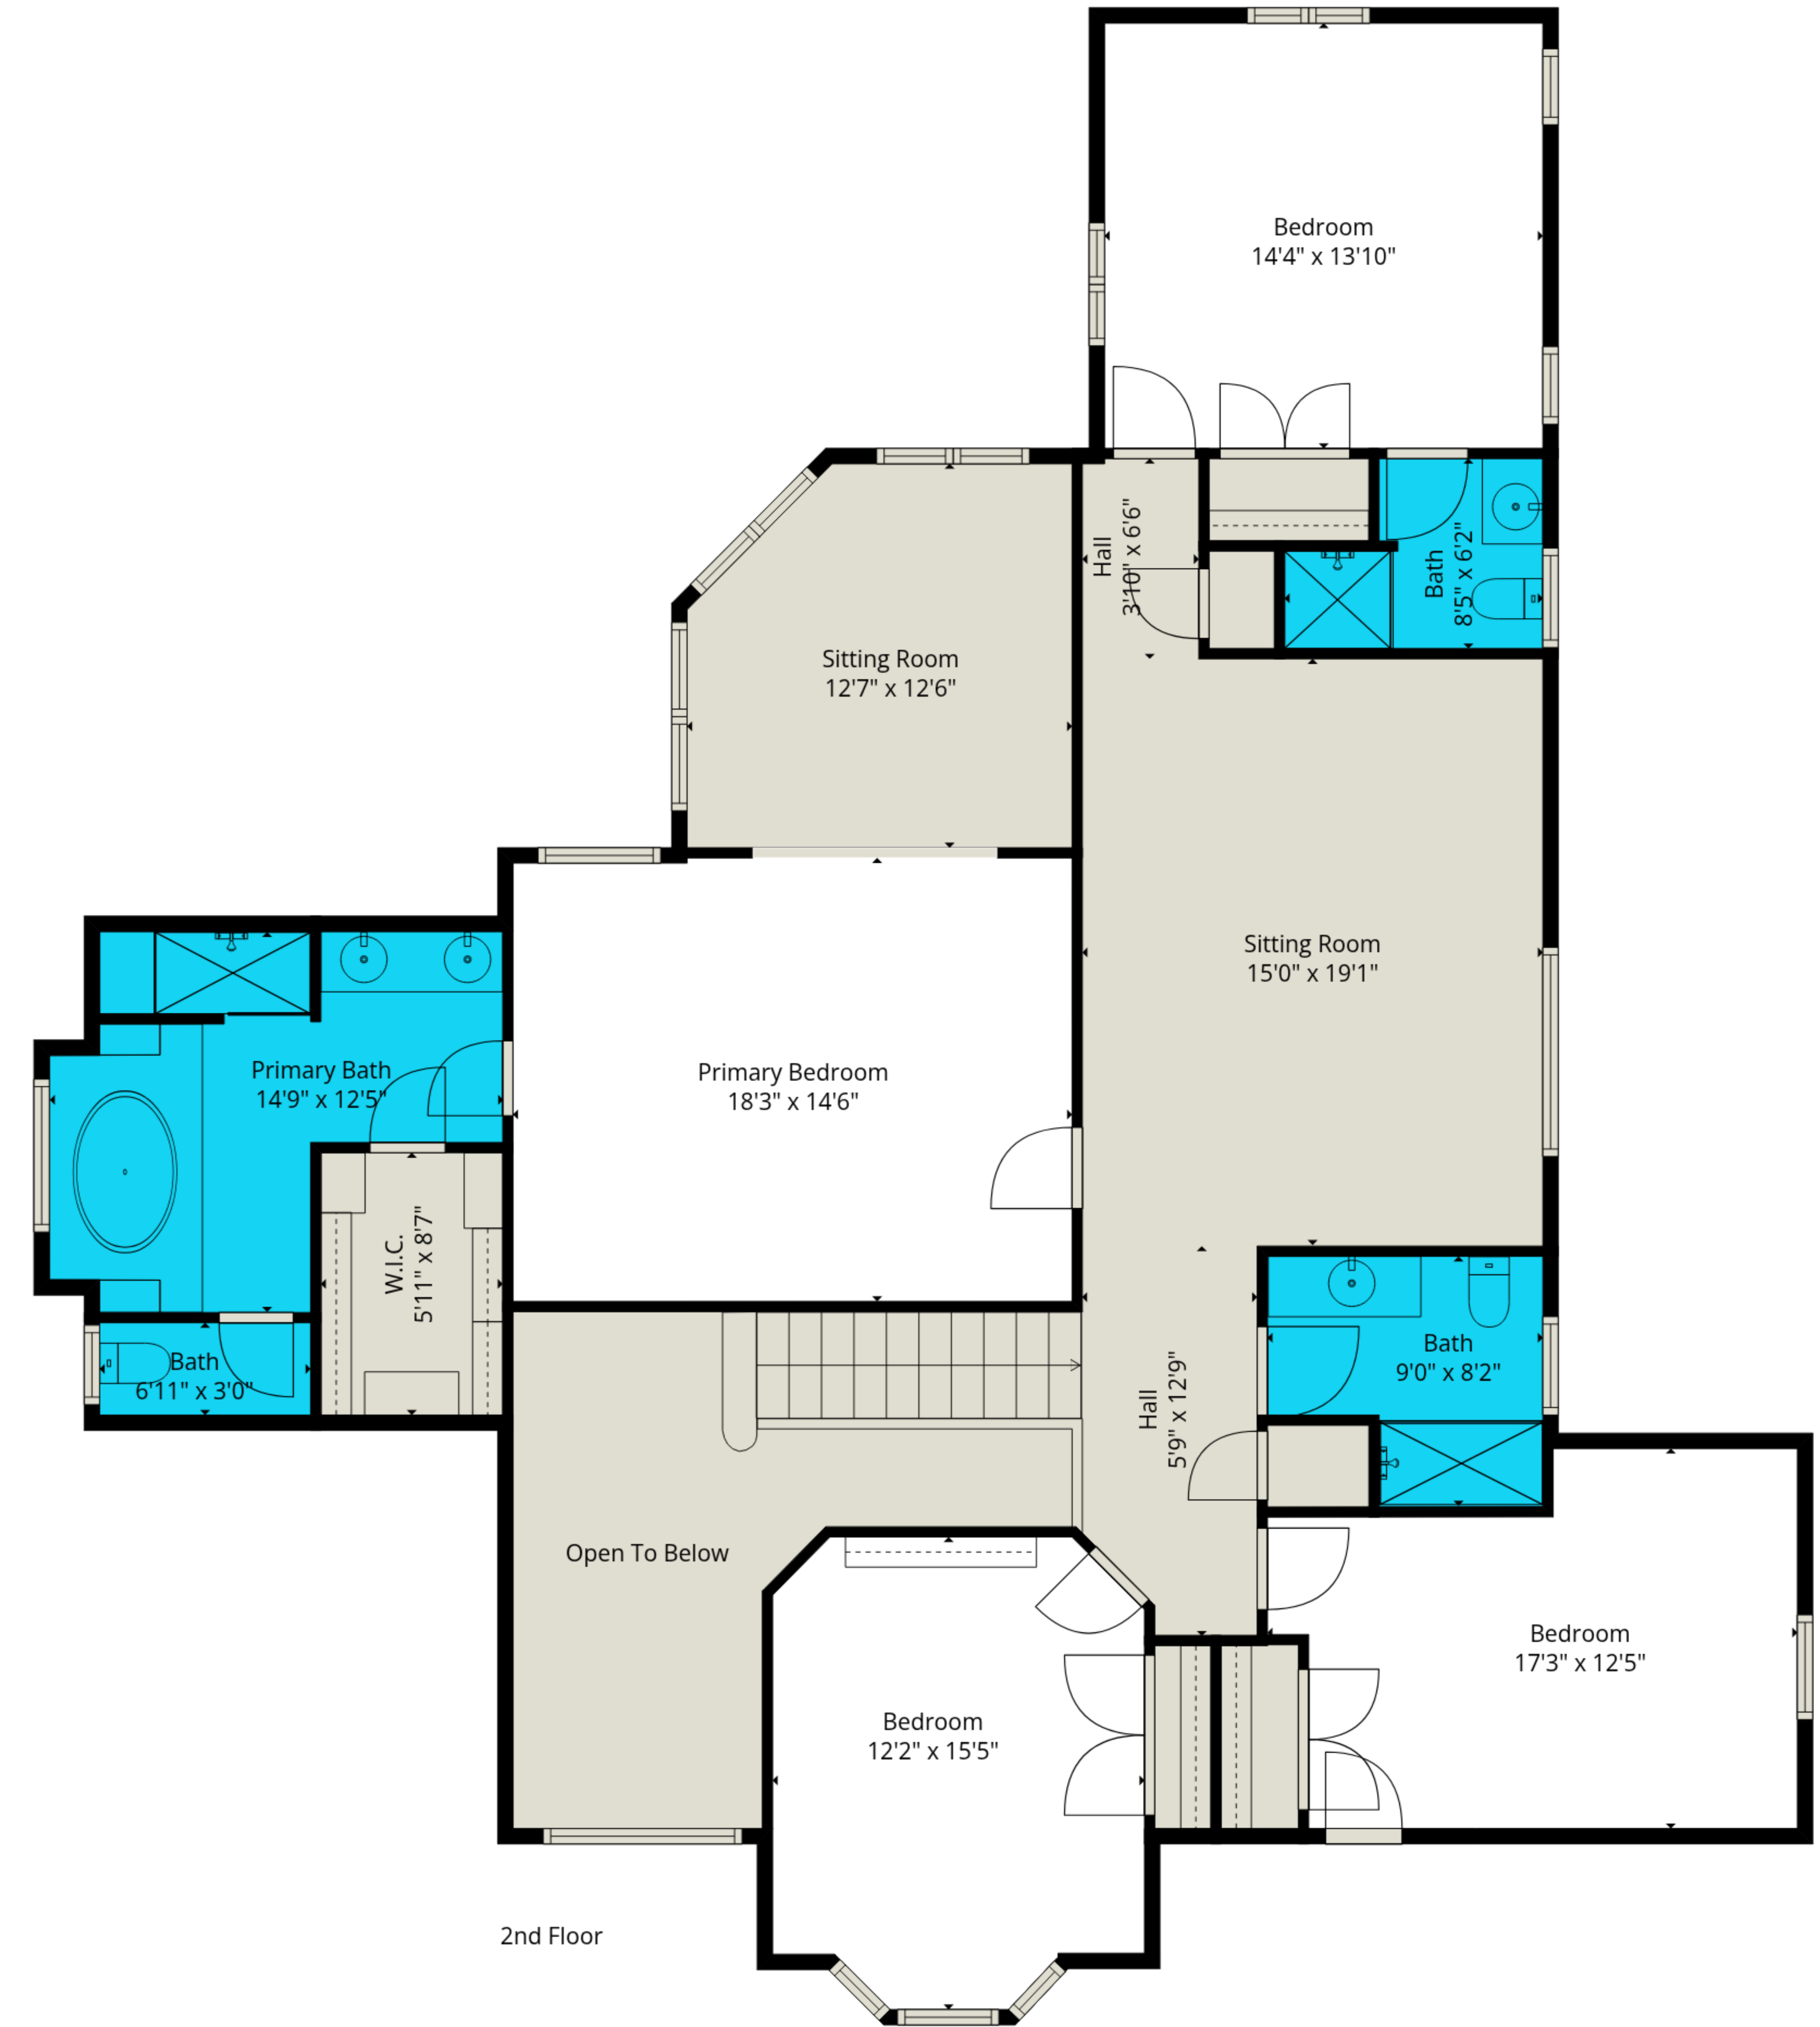 Bedroom
14'4" x 13'10"
Hall
3'10" x 6'6"
Bath
8'5" x 6'2"
Sitting Room
12'7" x 12'6"
Sitting Room
15'0" x 19'1"
Primary Bath
14'9" x 12'5"
Primary Bedroom
18'3" x 14'6"
W.I.C.
5'11" x 8'7"
Bath
6'11" x 3'0"
Hall
5'9" x 12'9"
Bath
9'0" x 8'2"
Open To Below
Bedroom
17'3" x 12'5"
Bedroom
12'2" x 15'5"
2nd Floor